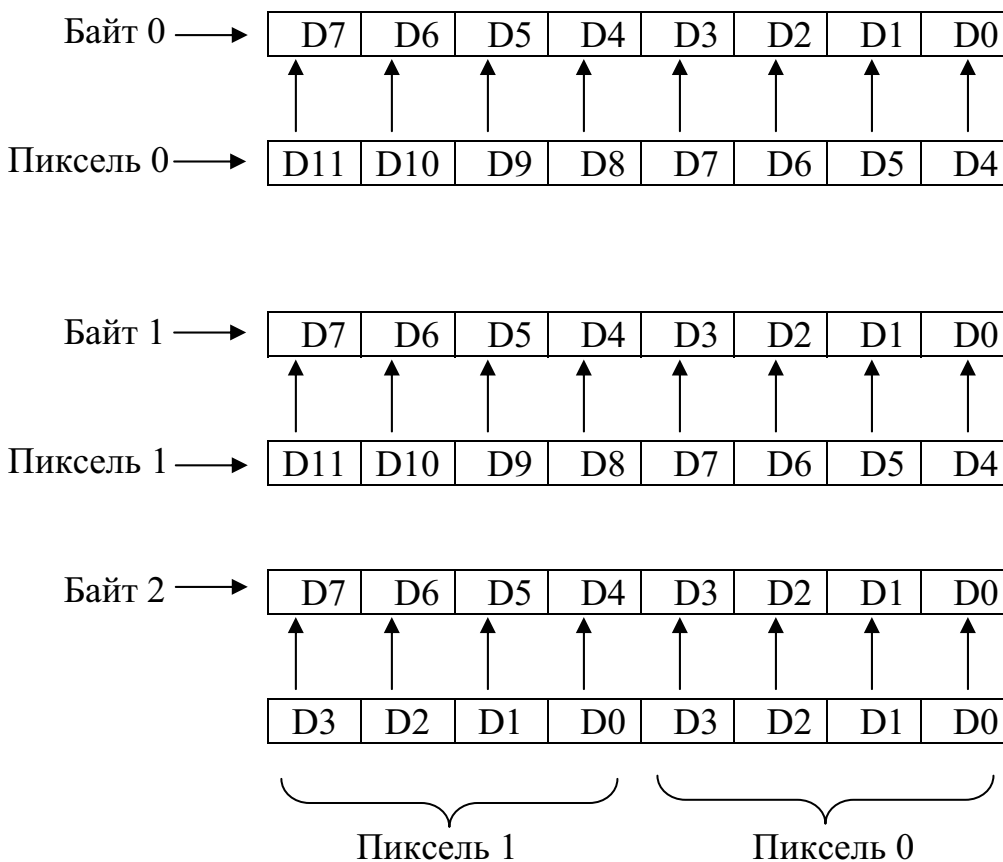 Байт 0 D7 D6 D5 D4 D3 D2 D1 D0
Пиксель 0 D11 D10 D9 D8 D7 D6 D5 D4
Байт 1 D7 D6 D5 D4 D3 D2 D1 D0
Пиксель 1 D11 D10 D9 D8 D7 D6 D5 D4
Байт 2 D7 D6 D5 D4 D3 D2 D1 D0
D3 D2 D1 D0 D3 D2 D1 D0
Пиксель 1 Пиксель 0